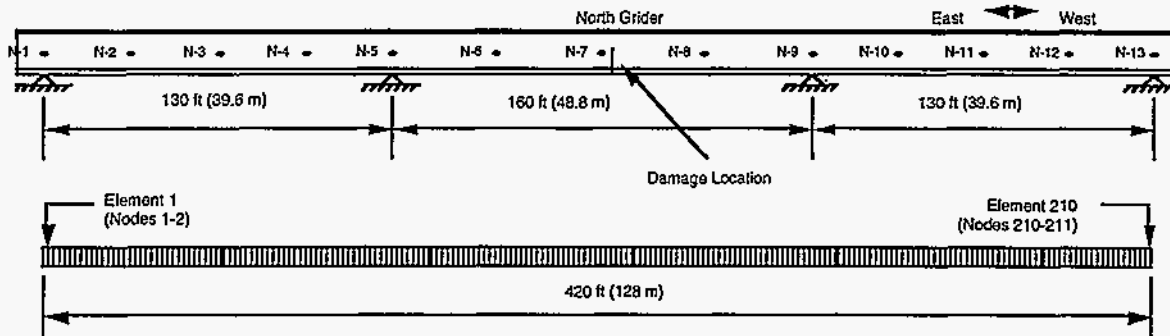 North Grider
East West
N-1 N-2 N-3 N-4 N-5 N-6 N-7 N-8 N-9 N-10 N-11 N-12 N-13
130 ft (39.6 m) 160 ft (48.8 m) 130 ft (39.6 m)
Damage Location
Element 1
(Nodes 1-2)
Element 210
(Nodes 210-211)
420 ft (128 m)